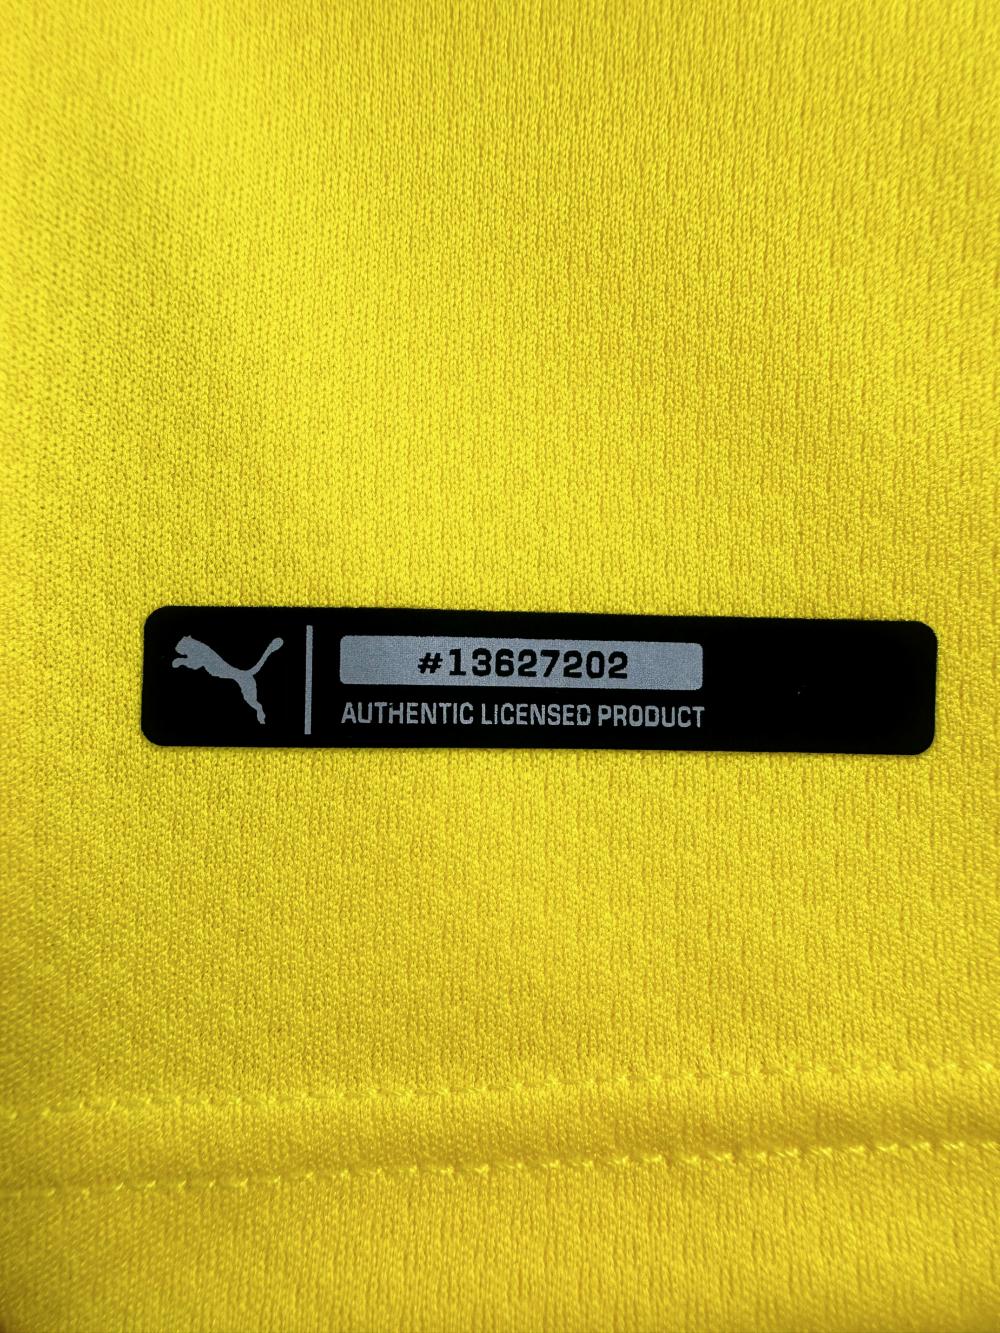 #13627202
AUTHENTIC LICENSED PRODUCT